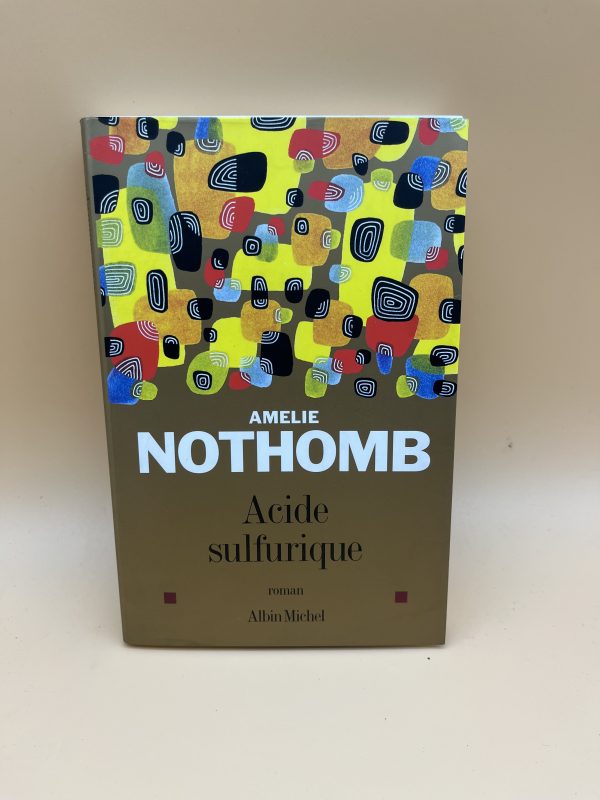 AMELIE
NOTHOMB
Acide
sulfurique
roman
Albin Michel